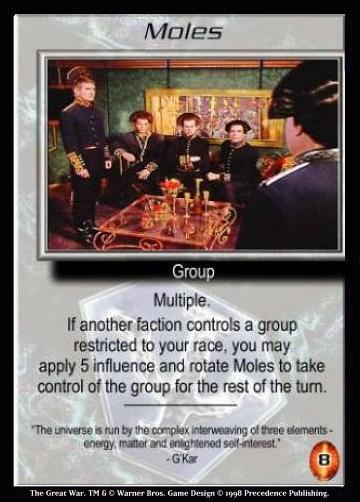 Moles
Group
Multiple.
If another faction controls a group
restricted to your race, you may
apply 5 influence and rotate Moles to take
control of the group for the rest of the turn.
"The universe is run by the complex interweaving of three elements -
energy, matter and enlightened self-interest."
- G'Kar
8
The Great War. TM & © Warner Bros. Game Design © 1998 Precedence Publishing.